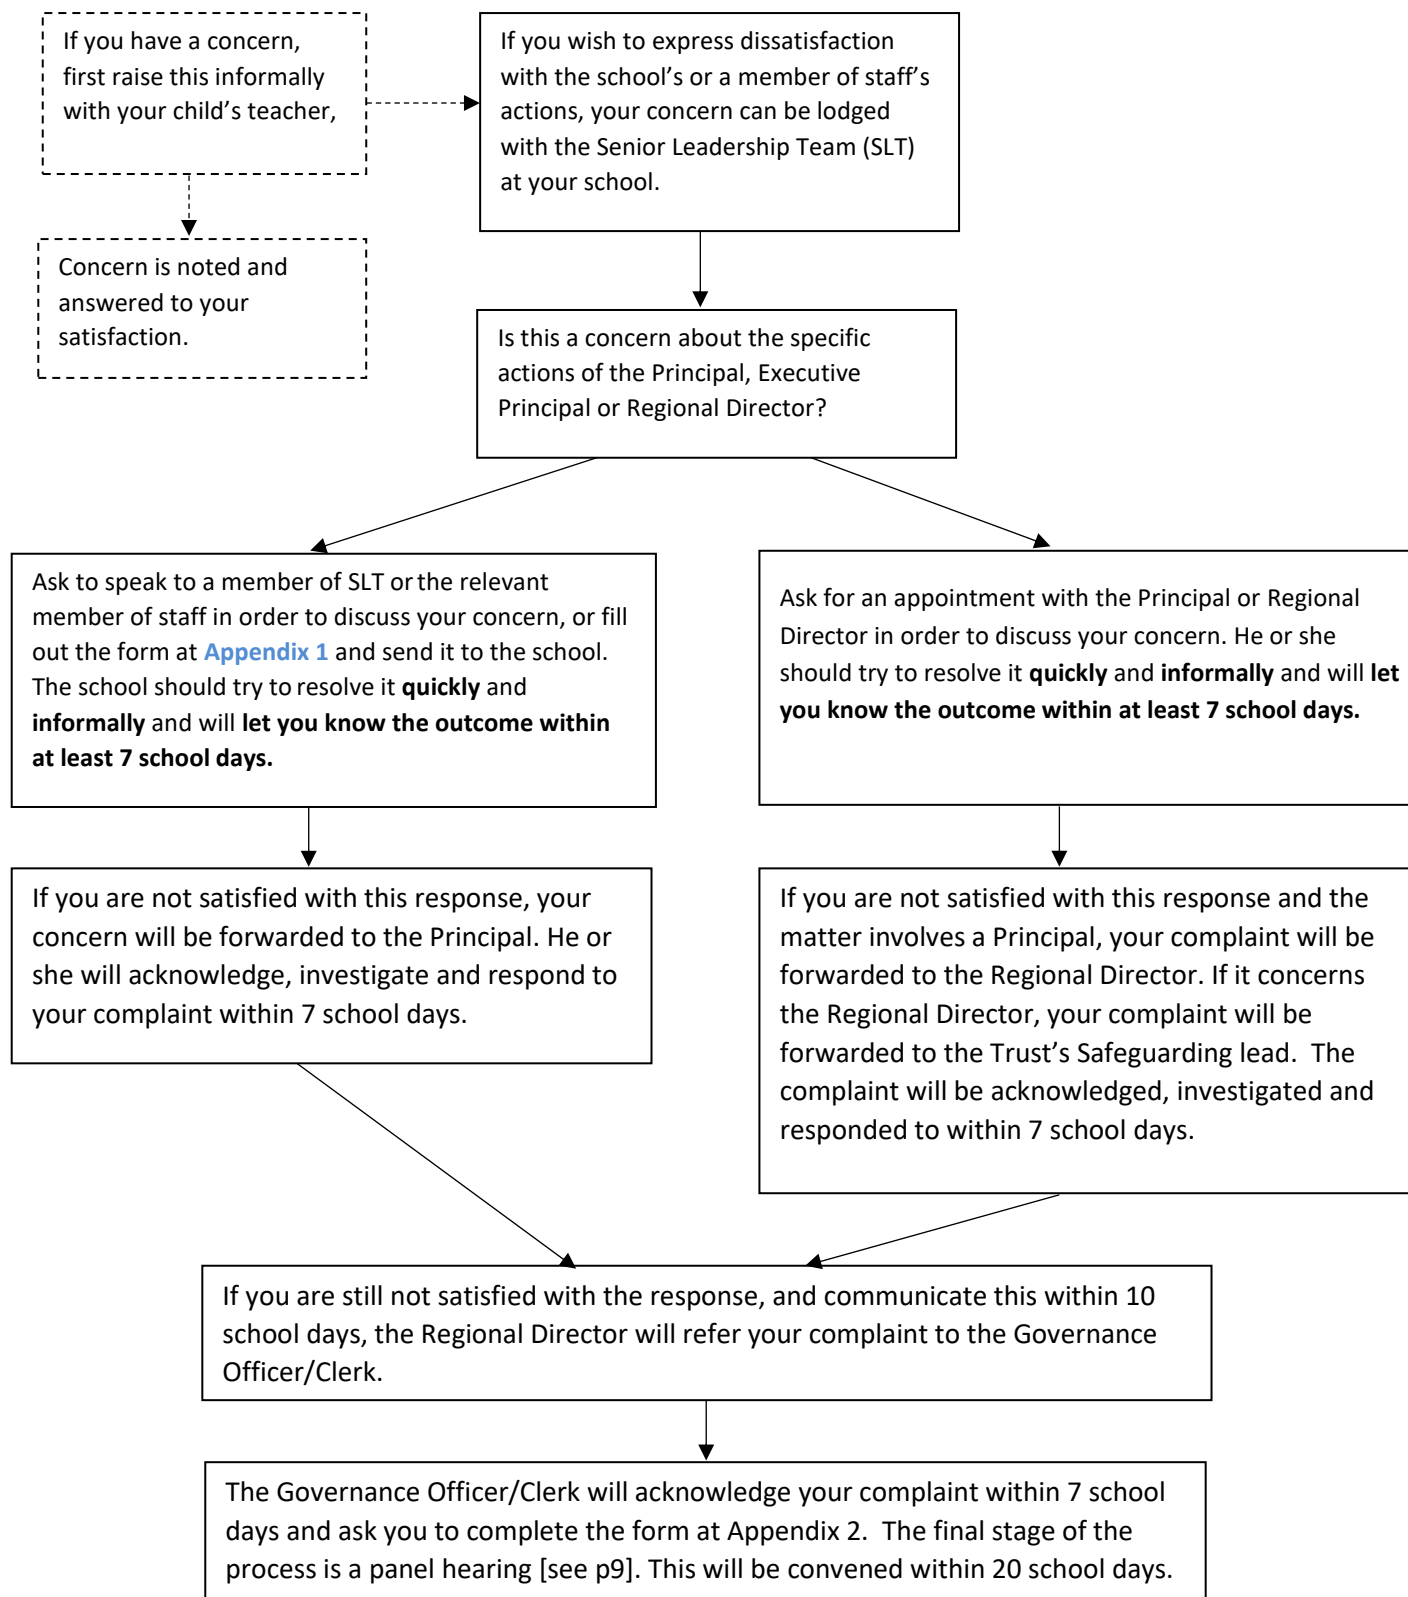 If you have a concern,
first raise this informally
with your child’s teacher,
If you wish to express dissatisfaction
with the school’s or a member of staff’s
actions, your concern can be lodged
with the Senior Leadership Team (SLT)
at your school.
Concern is noted and
answered to your
satisfaction.
Is this a concern about the specific
actions of the Principal, Executive
Principal or Regional Director?
Ask to speak to a member of SLT or the relevant
member of staff in order to discuss your concern, or fill
out the form at Appendix 1 and send it to the school.
The school should try to resolve it quickly and
informally and will let you know the outcome within
at least 7 school days.
Ask for an appointment with the Principal or Regional
Director in order to discuss your concern. He or she
should try to resolve it quickly and informally and will let
you know the outcome within at least 7 school days.
If you are not satisfied with this response, your
concern will be forwarded to the Principal. He or
she will acknowledge, investigate and respond to
your complaint within 7 school days.
If you are not satisfied with this response and the
matter involves a Principal, your complaint will be
forwarded to the Regional Director. If it concerns
the Regional Director, your complaint will be
forwarded to the Trust’s Safeguarding lead.  The
complaint will be acknowledged, investigated and
responded to within 7 school days.
If you are still not satisfied with the response, and communicate this within 10
school days, the Regional Director will refer your complaint to the Governance
Officer/Clerk.
The Governance Officer/Clerk will acknowledge your complaint within 7 school
days and ask you to complete the form at Appendix 2.  The final stage of the
process is a panel hearing [see p9]. This will be convened within 20 school days.